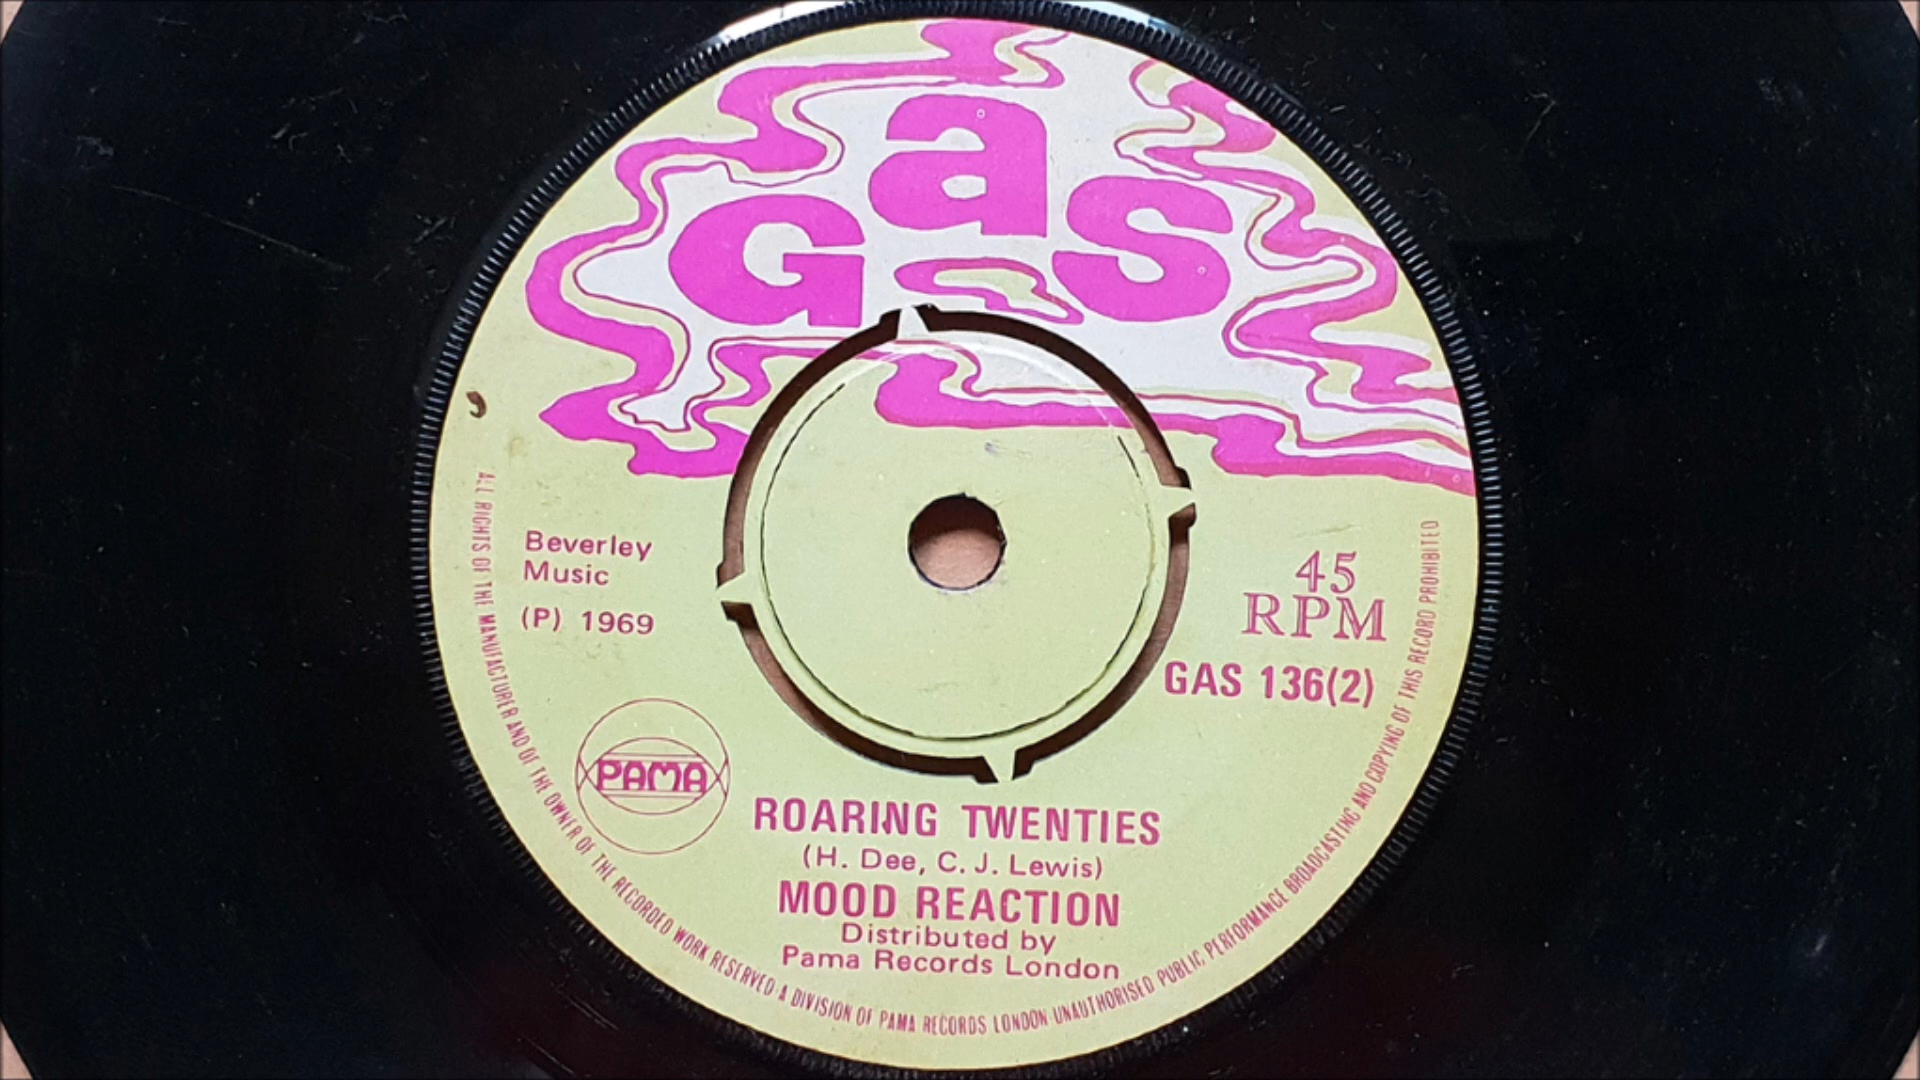 Gas
Beverley
Music
(P) 1969
45
RPM
GAS 136(2)
PAMA
ROARING TWENTIES
(H. Dee, C. J. Lewis)
MOOD REACTION
Distributed by
Pama Records London
ALL RIGHTS OF THE MANUFACTURER AND OF THE OWNER OF THE RECORDED WORK RESERVED A DIVISION OF PAMA RECORDS LONDON UNAUTHORISED PUBLIC, PERFORMANCE BROADCASTING AND COPYING OF THIS RECORD PROHIBITED